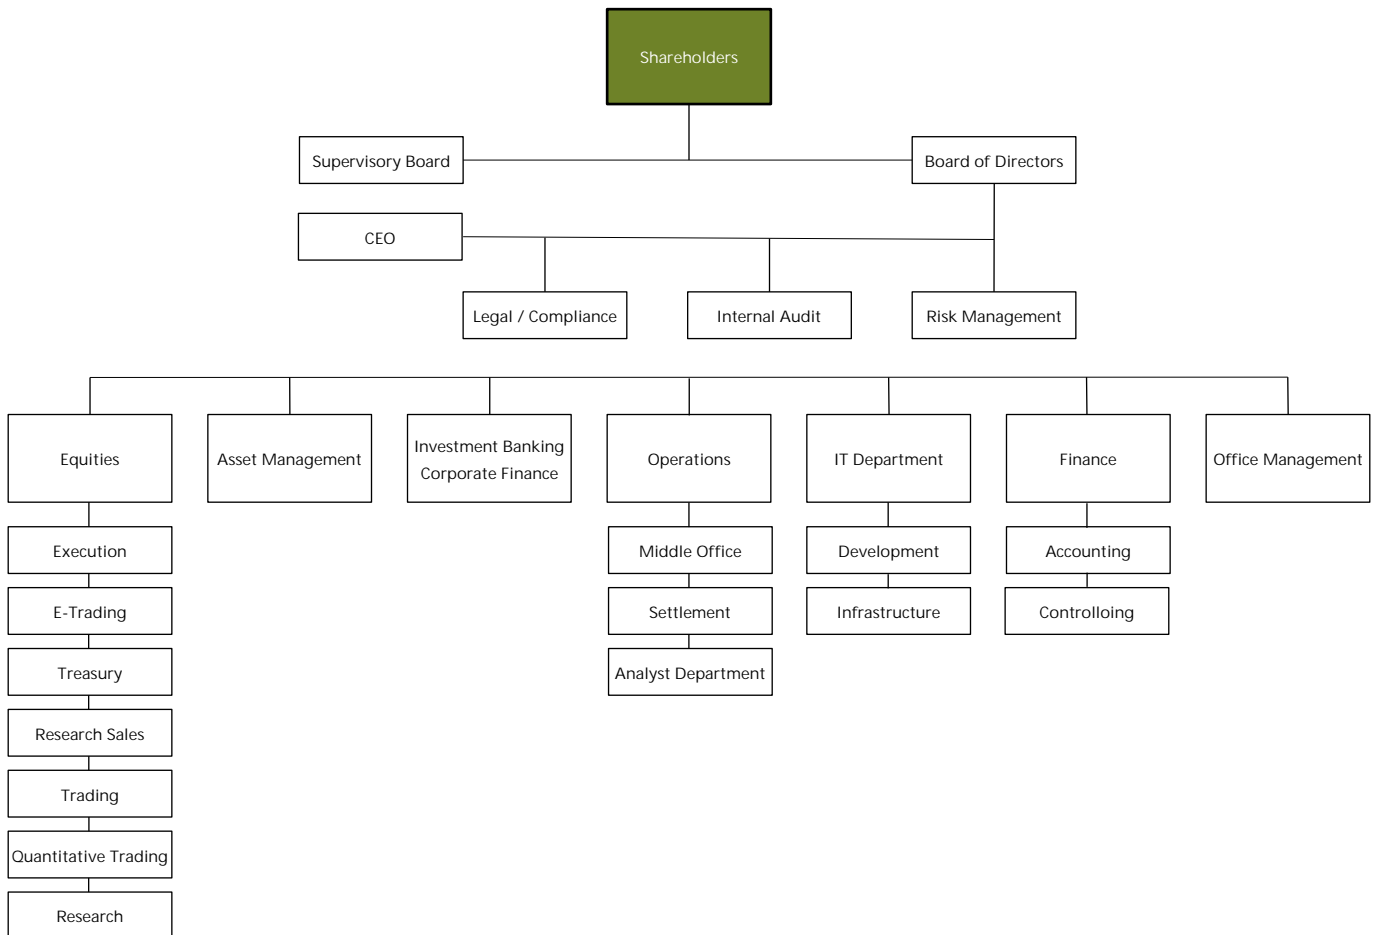 Shareholders
Supervisory Board
Board of Directors
CEO
Legal / Compliance
Internal Audit
Risk Management
Equities
Asset Management
Investment Banking
Corporate Finance
Operations
IT Department
Finance
Office Management
Execution
Middle Office
Development
Accounting
E-Trading
Settlement
Infrastructure
Controlloing
Treasury
Analyst Department
Research Sales
Trading
Quantitative Trading
Research